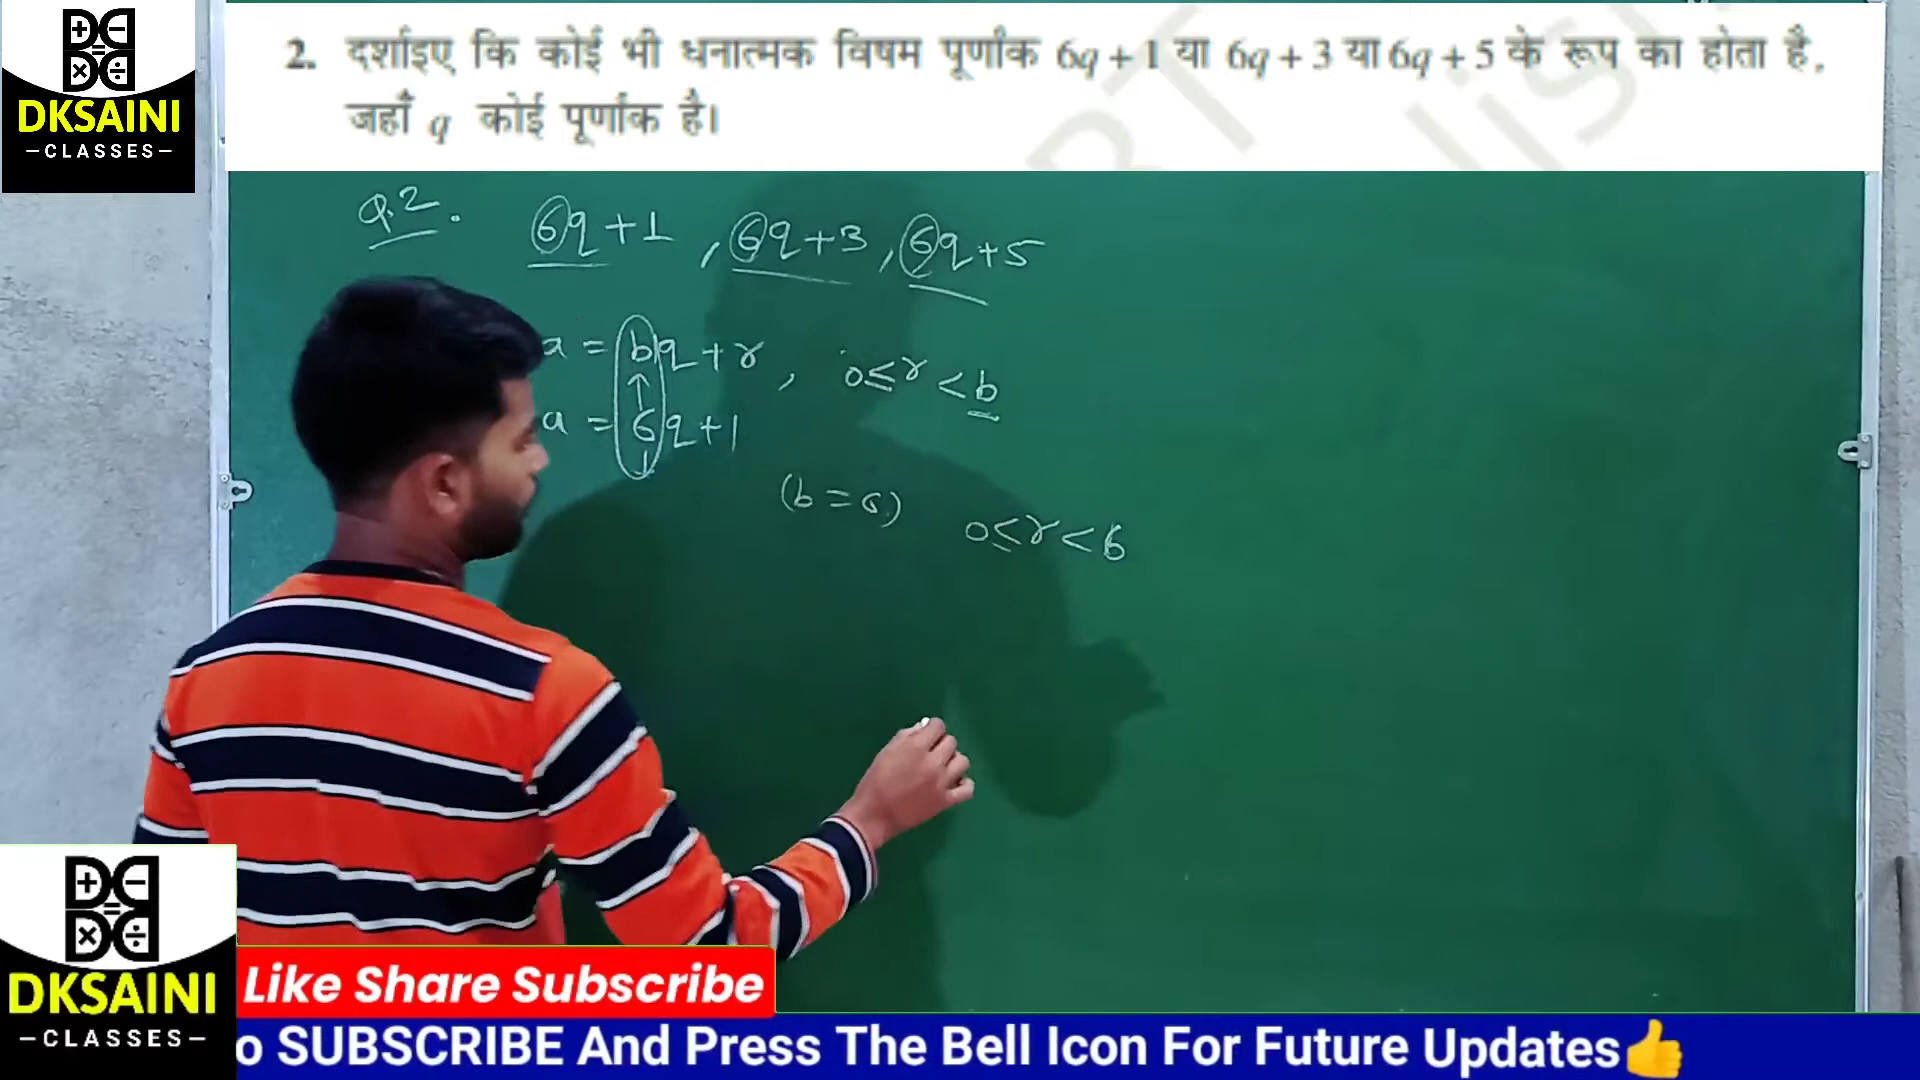 DKSAINI
–CLASSES–
2. दर्शाइए कि कोई भी धनात्मक विषम पूर्णांक 6q + 1 या 6q + 3 या 6q + 5 के रूप का होता है,
जहाँ q कोई पूर्णांक है।
Q.2.
6q+1 , 6q+3 , 6q+5
a = bq+r , 0≤r<b
a = 6q+1
(b=6) 0≤r<6
DKSAINI
–CLASSES–
Like Share Subscribe
o SUBSCRIBE And Press The Bell Icon For Future Updates👍